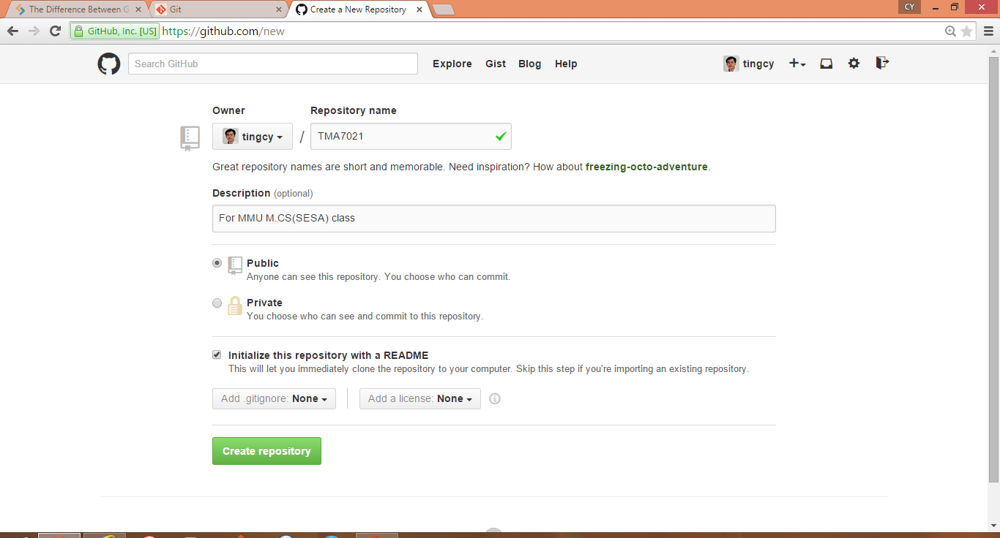 The Difference Between G
Git
Create a New Repository
CY
GitHub, Inc. [US]
https://github.com/new
Search GitHub
Explore Gist Blog Help
tingcy
Owner
Repository name
tingcy / TMA7021
Great repository names are short and memorable. Need inspiration? How about freezing-octo-adventure.
Description (optional)
For MMU M.CS(SESA) class
Public
Anyone can see this repository. You choose who can commit.
Private
You choose who can see and commit to this repository.
Initialize this repository with a README
This will let you immediately clone the repository to your computer. Skip this step if you're importing an existing repository.
Add .gitignore: None
Add a license: None
Create repository